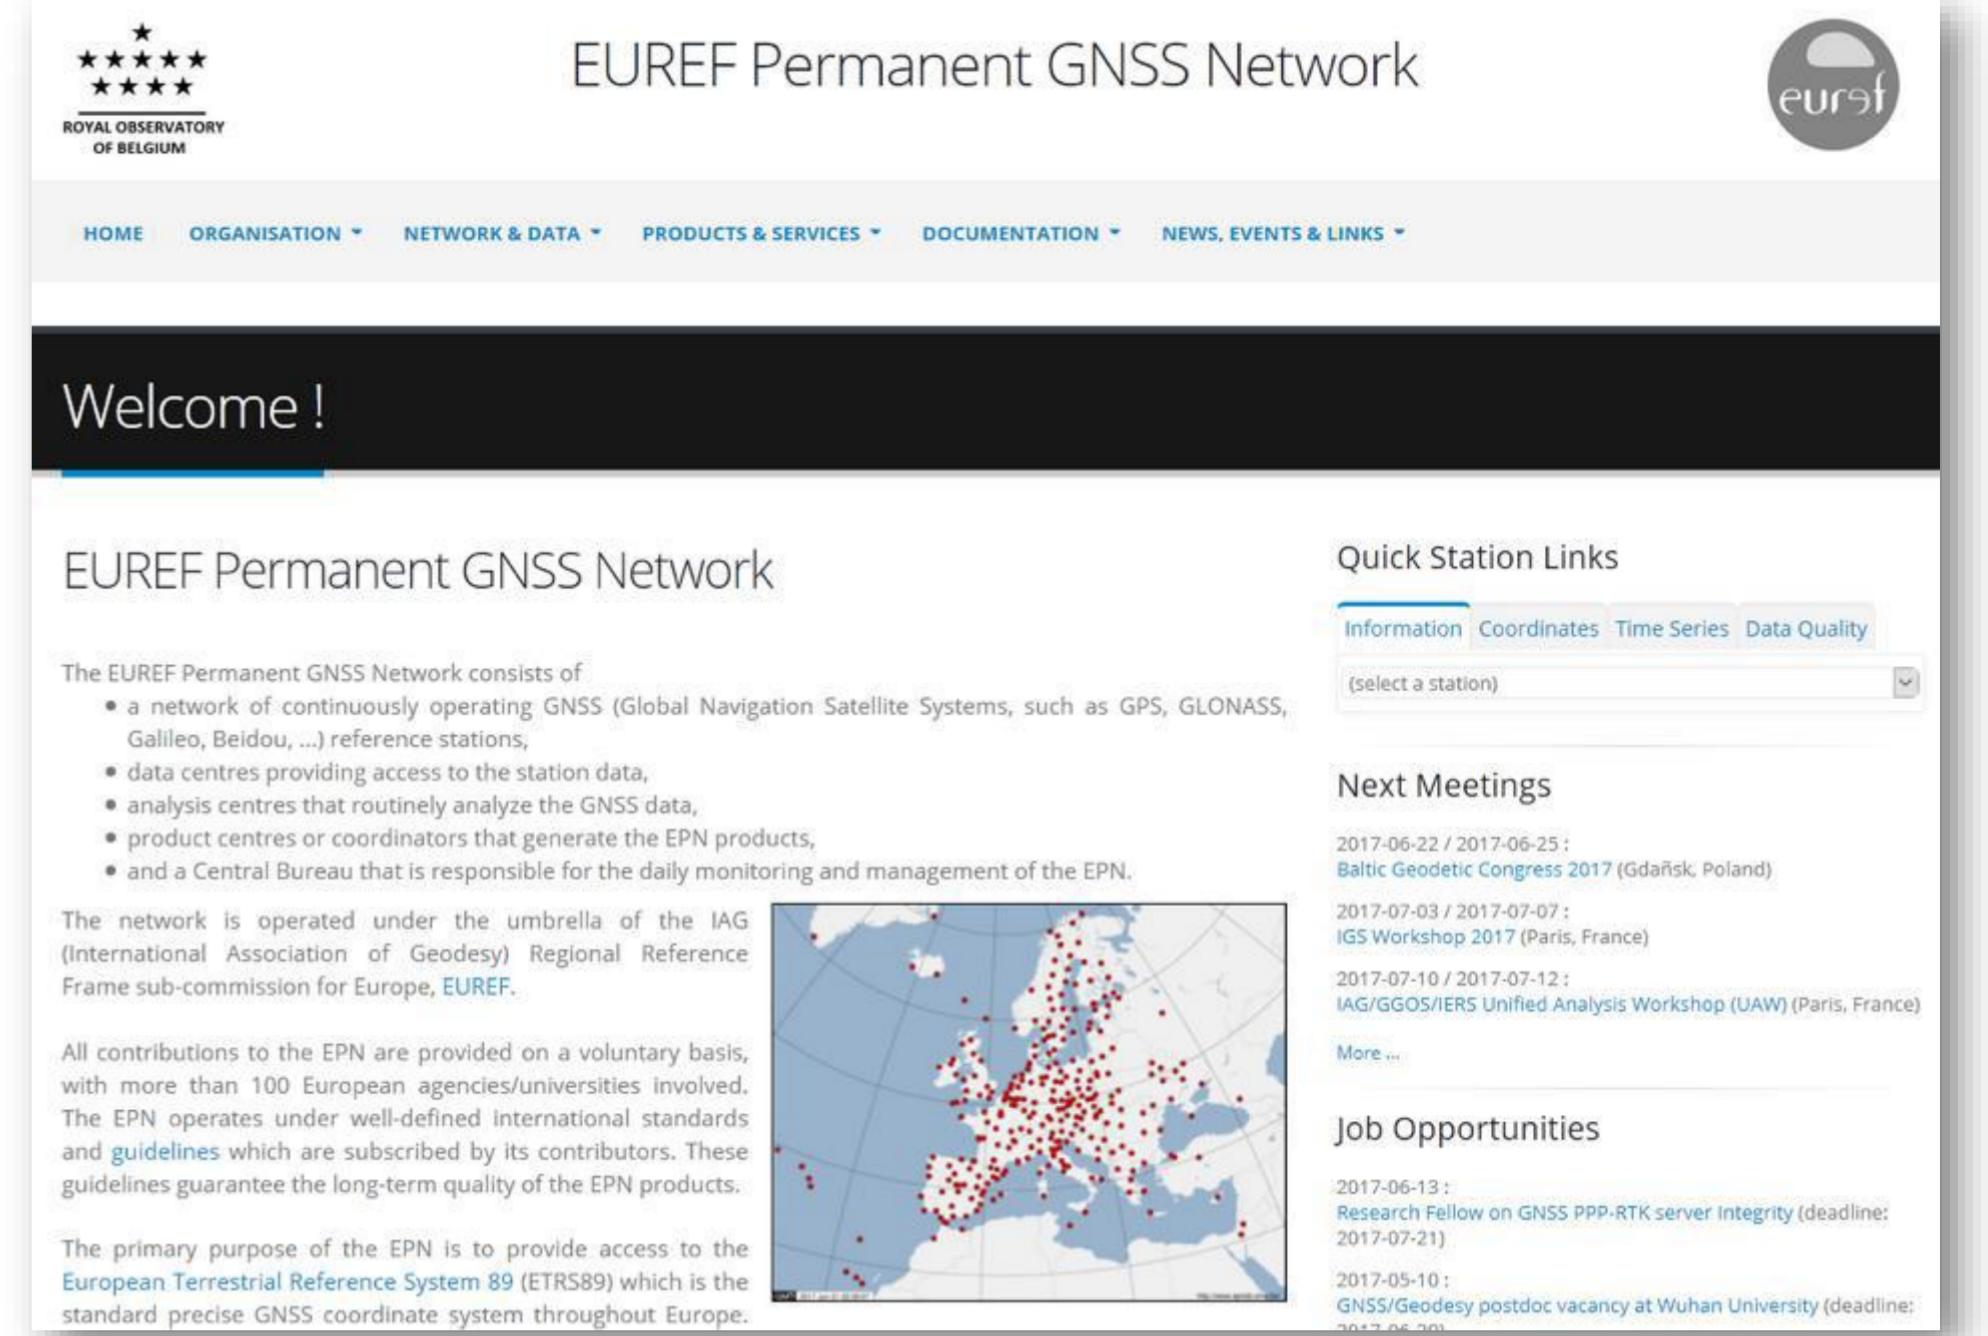 ROYAL OBSERVATORY
OF BELGIUM
EUREF Permanent GNSS Network
euref
HOME ORGANISATION NETWORK & DATA PRODUCTS & SERVICES DOCUMENTATION NEWS, EVENTS & LINKS
Welcome !
EUREF Permanent GNSS Network
The EUREF Permanent GNSS Network consists of
• a network of continuously operating GNSS (Global Navigation Satellite Systems, such as GPS, GLONASS,
Galileo, Beidou, ...) reference stations,
• data centres providing access to the station data,
• analysis centres that routinely analyze the GNSS data,
• product centres or coordinators that generate the EPN products,
• and a Central Bureau that is responsible for the daily monitoring and management of the EPN.
The network is operated under the umbrella of the IAG
(International Association of Geodesy) Regional Reference
Frame sub-commission for Europe, EUREF.
All contributions to the EPN are provided on a voluntary basis,
with more than 100 European agencies/universities involved.
The EPN operates under well-defined international standards
and guidelines which are subscribed by its contributors. These
guidelines guarantee the long-term quality of the EPN products.
The primary purpose of the EPN is to provide access to the
European Terrestrial Reference System 89 (ETRS89) which is the
standard precise GNSS coordinate system throughout Europe.
Quick Station Links
Information Coordinates Time Series Data Quality
(select a station)
Next Meetings
2017-06-22 / 2017-06-25 :
Baltic Geodetic Congress 2017 (Gdańsk, Poland)
2017-07-03 / 2017-07-07 :
IGS Workshop 2017 (Paris, France)
2017-07-10 / 2017-07-12 :
IAG/GGOS/IERS Unified Analysis Workshop (UAW) (Paris, France)
More ...
Job Opportunities
2017-06-13 :
Research Fellow on GNSS PPP-RTK server Integrity (deadline:
2017-07-21)
2017-05-10 :
GNSS/Geodesy postdoc vacancy at Wuhan University (deadline: